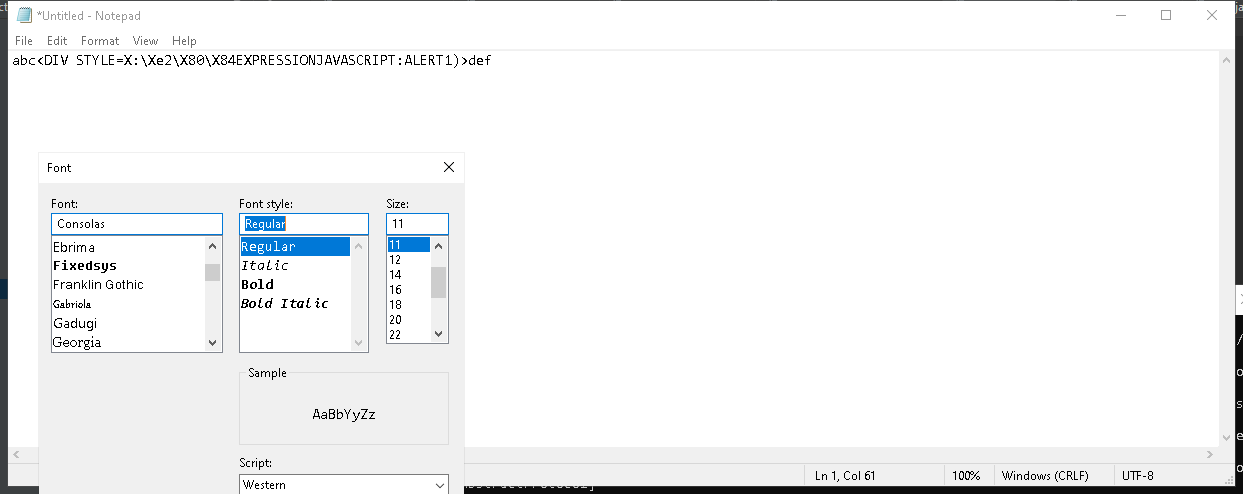 *Untitled - Notepad
File Edit Format View Help
abc<DIV STYLE=X:\Xe2\X80\X84EXPRESSIONJAVASCRIPT:ALERT1)>def
Font
Font:
Consolas
Ebrima
Fixedsys
Franklin Gothic
Gabriola
Gadugi
Georgia
Font style:
Regular
Regular
Italic
Bold
Bold Italic
Size:
11
11
12
14
16
18
20
22
Sample
AaBbYyZz
Script:
Western
Ln 1, Col 61
100%
Windows (CRLF)
UTF-8